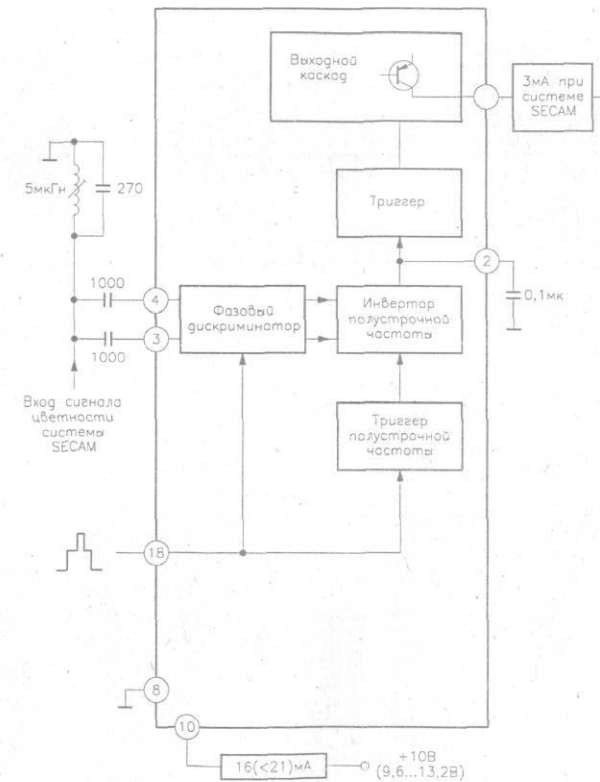 Выходной
каскад
3мА при
системе
SECAM
5мкГн
270
Триггер
2
0,1мк
1000
4
Фазовый
дискриминатор
Инвертор
полустрочной
частоты
3
1000
Вход сигнала
цветности
системы
SECAM
Триггер
полустрочной
частоты
18
8
10
16(<21)мА
+10В
(9,6...13,2В)